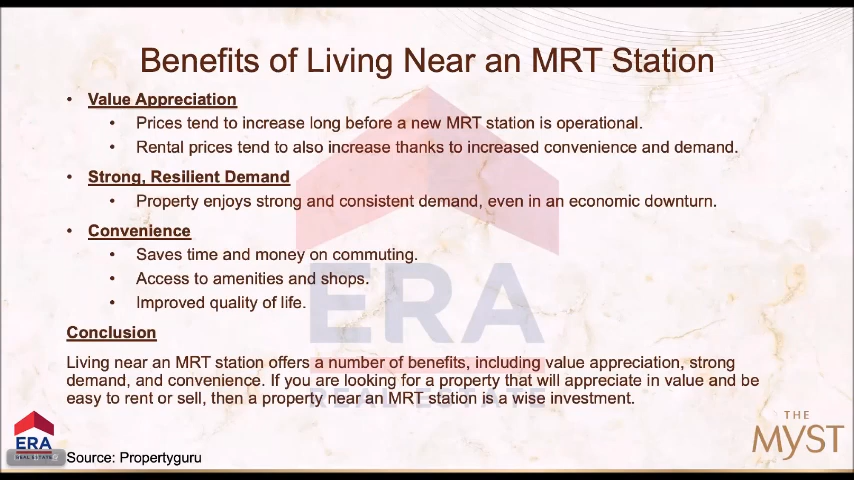 Benefits of Living Near an MRT Station
• Value Appreciation
• Prices tend to increase long before a new MRT station is operational.
• Rental prices tend to also increase thanks to increased convenience and demand.
• Strong, Resilient Demand
• Property enjoys strong and consistent demand, even in an economic downturn.
• Convenience
• Saves time and money on commuting.
• Access to amenities and shops.
• Improved quality of life.
ERA
Conclusion
Living near an MRT station offers a number of benefits, including value appreciation, strong
demand, and convenience. If you are looking for a property that will appreciate in value and be
easy to rent or sell, then a property near an MRT station is a wise investment.
REAL ESTATE
ERA
REAL ESTATE
Source: Propertyguru
THE
MYST